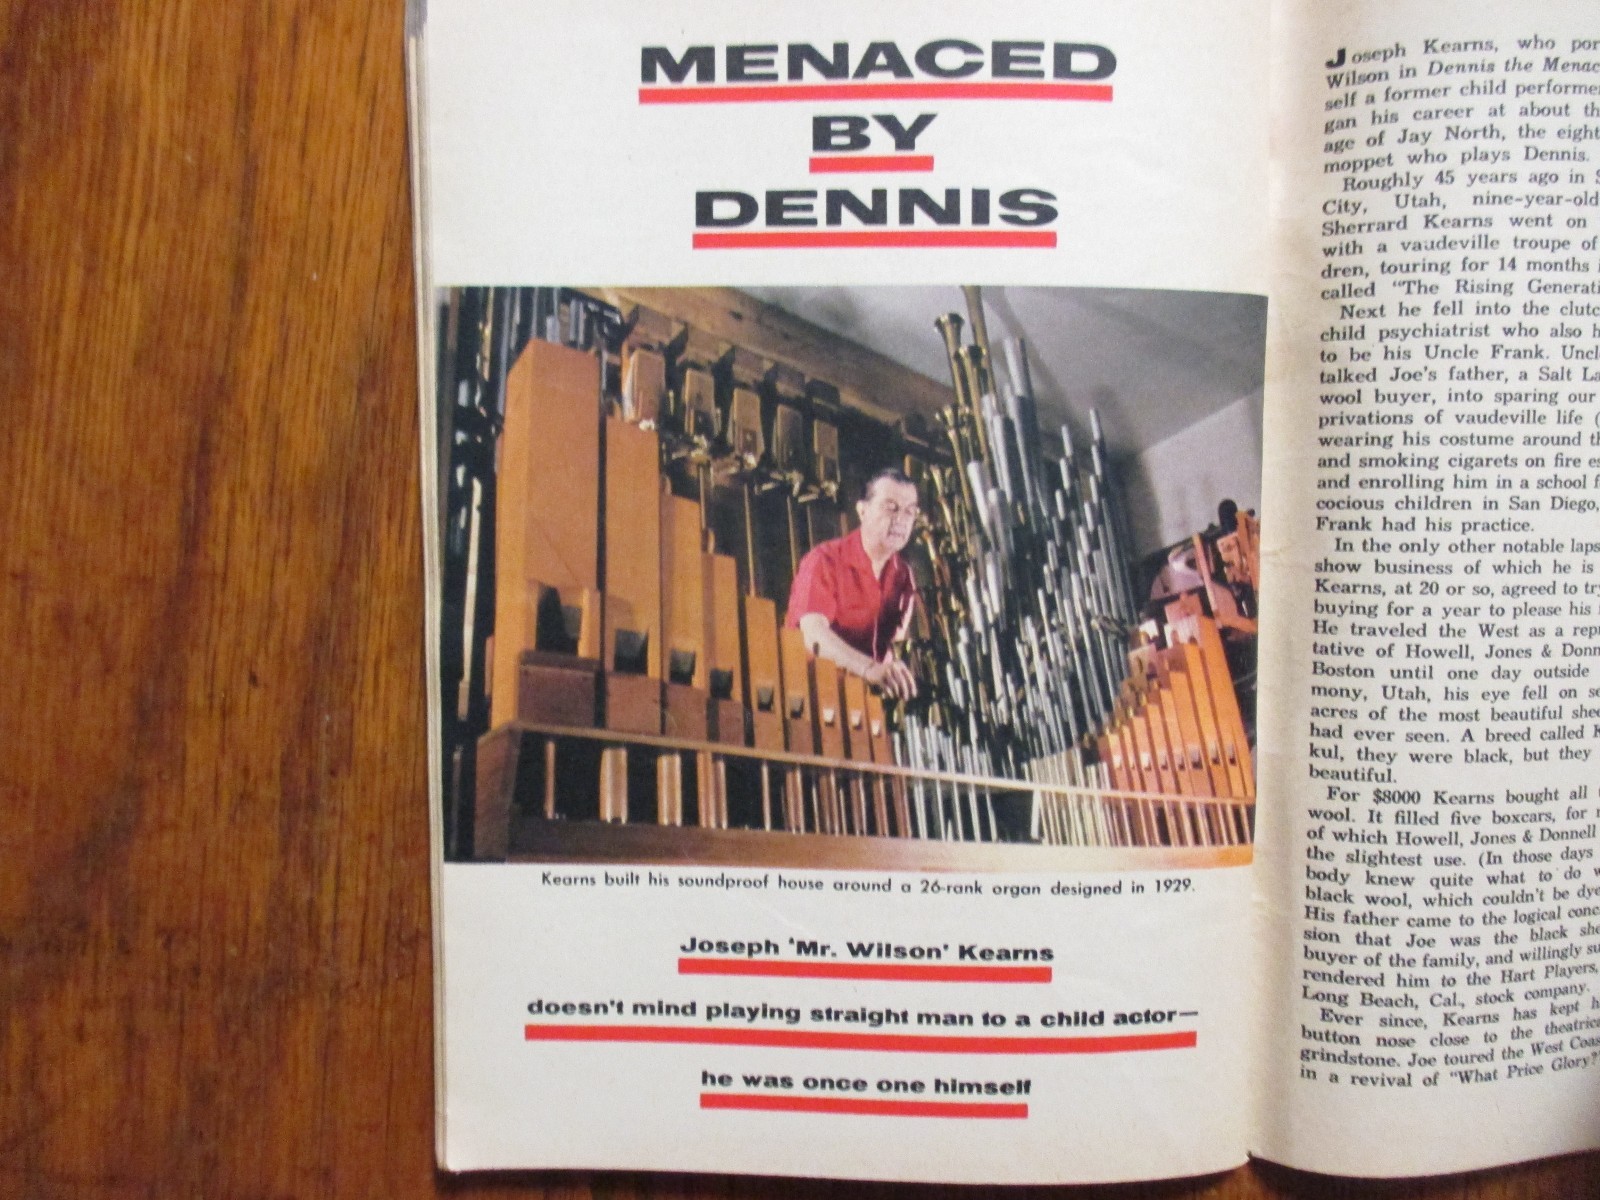 MENACED
BY
DENNIS
Kearns built his soundproof house around a 26-rank organ designed in 1929.
Joseph 'Mr. Wilson' Kearns
doesn't mind playing straight man to a child actor—
he was once one himself
Joseph Kearns, who por
Wilson in Dennis the Menac
self a former child performe
gan his career at about th
age of Jay North, the eight
moppet who plays Dennis.
Roughly 45 years ago in S
City, Utah, nine-year-old
Sherrard Kearns went on
with a vaudeville troupe of
dren, touring for 14 months i
called "The Rising Generati
Next he fell into the clutc
child psychiatrist who also h
to be his Uncle Frank. Uncl
talked Joe's father, a Salt La
wool buyer, into sparing our
privations of vaudeville life (
wearing his costume around th
and smoking cigarets on fire es
and enrolling him in a school f
cocious children in San Diego,
Frank had his practice.
In the only other notable laps
show business of which he is
Kearns, at 20 or so, agreed to try
buying for a year to please his
He traveled the West as a repr
tative of Howell, Jones & Donn
Boston until one day outside
mony, Utah, his eye fell on se
acres of the most beautiful shee
had ever seen. A breed called K
kul, they were black, but they
beautiful.
For $8000 Kearns bought all
wool. It filled five boxcars, for
of which Howell, Jones & Donnell
the slightest use. (In those days
body knew quite what to do w
black wool, which couldn't be dye
His father came to the logical conc
sion that Joe was the black she
buyer of the family, and willingly su
rendered him to the Hart Players,
Long Beach, Cal., stock company.
Ever since, Kearns has kept h
button nose close to the theatrica
grindstone. Joe toured the West Coas
in a revival of "What Price Glory?"